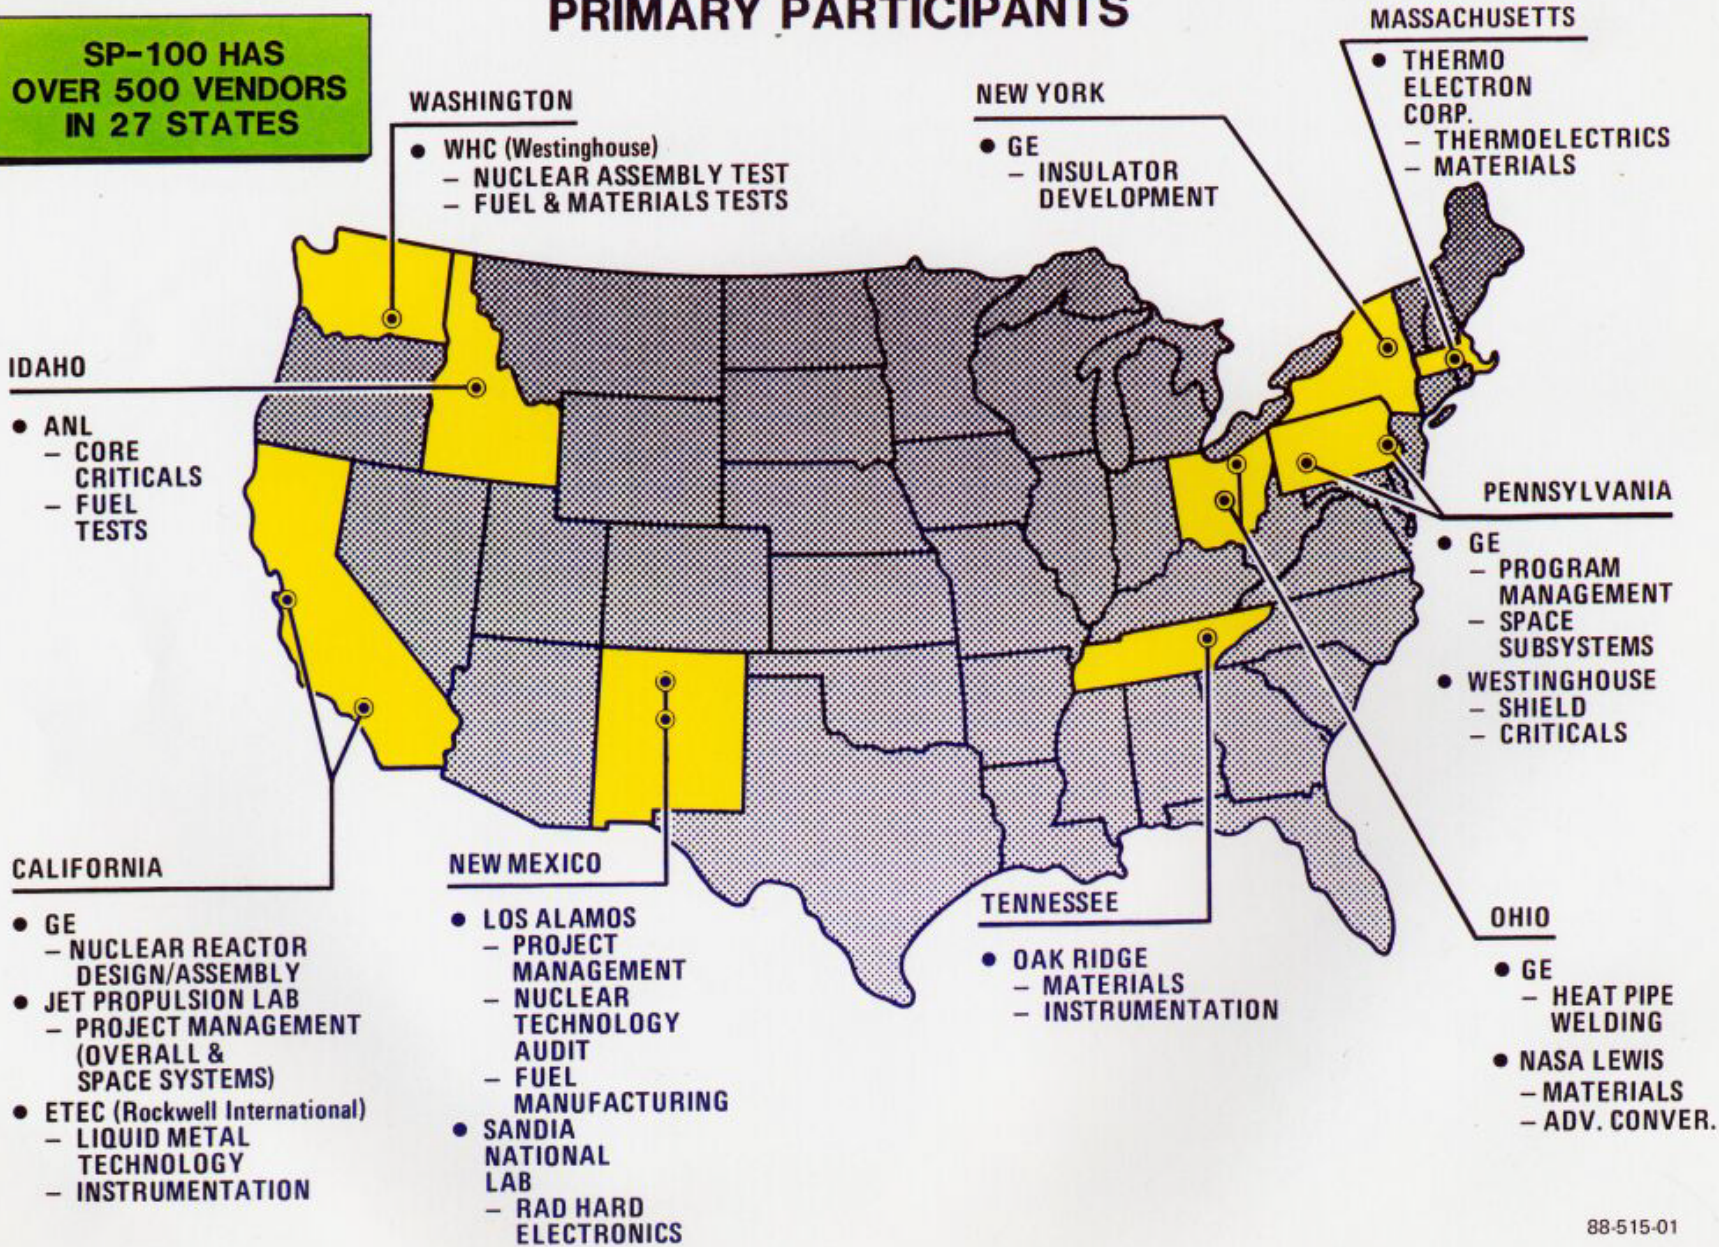 PRIMARY PARTICIPANTS
SP-100 HAS
OVER 500 VENDORS
IN 27 STATES
WASHINGTON
● WHC (Westinghouse)
– NUCLEAR ASSEMBLY TEST
– FUEL & MATERIALS TESTS
NEW YORK
● GE
– INSULATOR
DEVELOPMENT
MASSACHUSETTS
● THERMO
ELECTRON
CORP.
– THERMOELECTRICS
– MATERIALS
IDAHO
● ANL
– CORE
CRITICALS
– FUEL
TESTS
PENNSYLVANIA
● GE
– PROGRAM
MANAGEMENT
– SPACE
SUBSYSTEMS
● WESTINGHOUSE
– SHIELD
– CRITICALS
CALIFORNIA
● GE
– NUCLEAR REACTOR
DESIGN/ASSEMBLY
● JET PROPULSION LAB
– PROJECT MANAGEMENT
(OVERALL &
SPACE SYSTEMS)
● ETEC (Rockwell International)
– LIQUID METAL
TECHNOLOGY
– INSTRUMENTATION
NEW MEXICO
● LOS ALAMOS
– PROJECT
MANAGEMENT
– NUCLEAR
TECHNOLOGY
AUDIT
– FUEL
MANUFACTURING
● SANDIA
NATIONAL
LAB
– RAD HARD
ELECTRONICS
TENNESSEE
● OAK RIDGE
– MATERIALS
– INSTRUMENTATION
OHIO
● GE
– HEAT PIPE
WELDING
● NASA LEWIS
– MATERIALS
– ADV. CONVER.
88-515-01